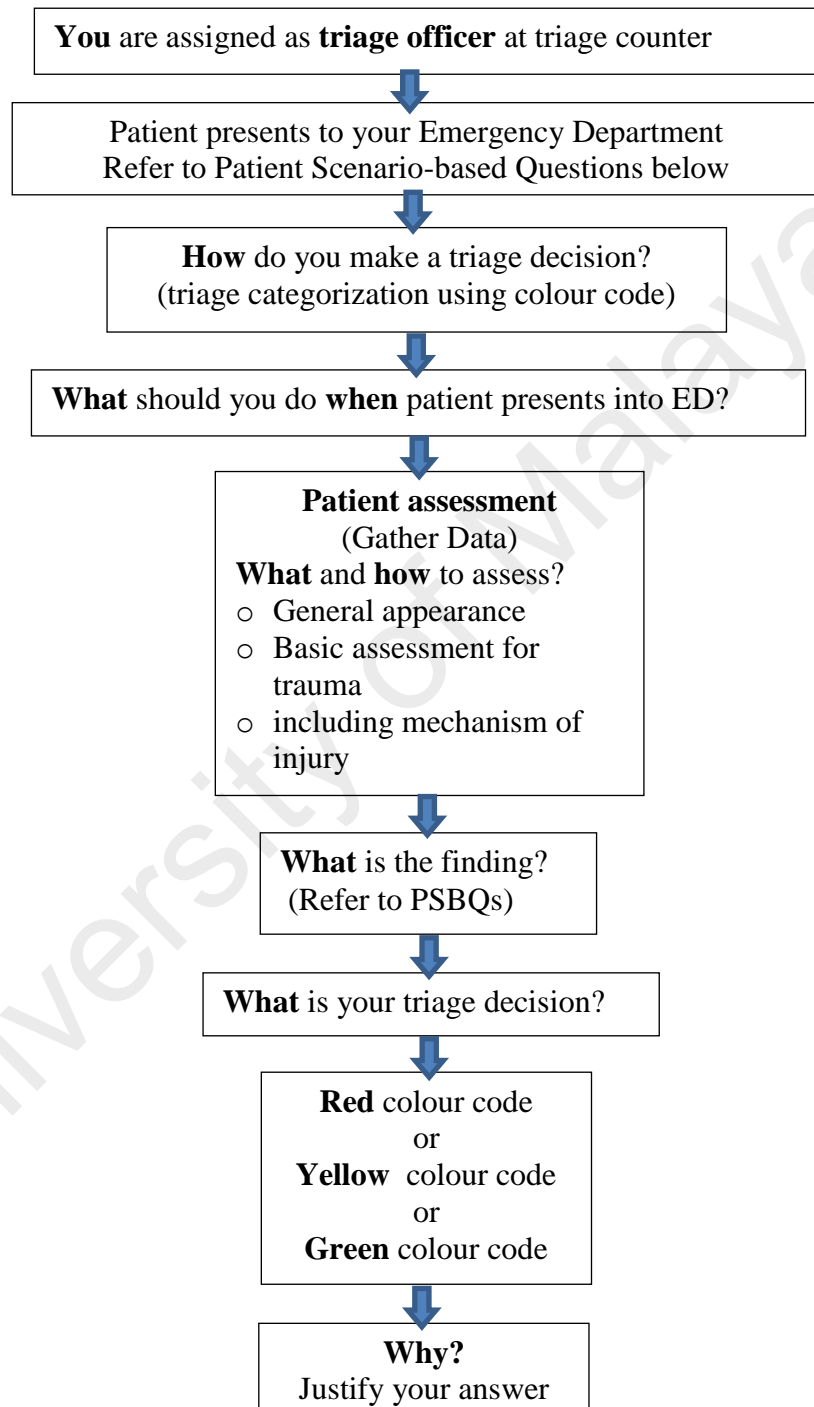 You are assigned as triage officer at triage counter
Patient presents to your Emergency Department
Refer to Patient Scenario-based Questions below
How do you make a triage decision?
(triage categorization using colour code)
What should you do when patient presents into ED?
Patient assessment
(Gather Data)
What and how to assess?
o General appearance
o Basic assessment for
trauma
o including mechanism of
injury
What is the finding?
(Refer to PSBQs)
What is your triage decision?
Red colour code
or
Yellow colour code
or
Green colour code
Why?
Justify your answer
University of Malaya